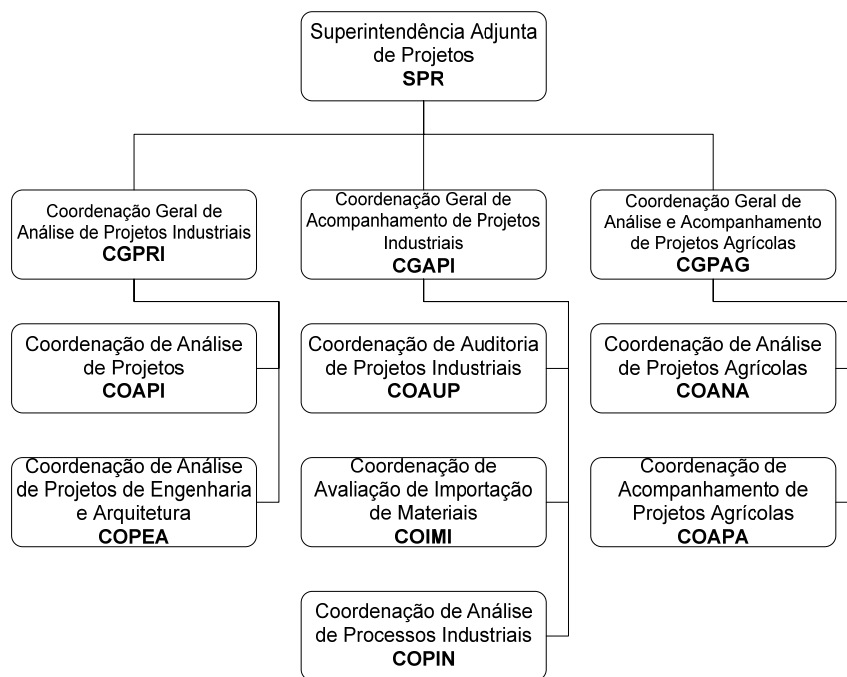 Superintendência Adjunta
de Projetos
SPR
Coordenação Geral de
Análise de Projetos Industriais
CGPRI
Coordenação Geral de
Acompanhamento de Projetos
Industriais
CGAPI
Coordenação Geral de
Análise e Acompanhamento
de Projetos Agrícolas
CGPAG
Coordenação de Análise
de Projetos
COAPI
Coordenação de Auditoria
de Projetos Industriais
COAUP
Coordenação de Análise
de Projetos Agrícolas
COANA
Coordenação de Análise
de Projetos de Engenharia
e Arquitetura
COPEA
Coordenação de
Avaliação de Importação
de Materiais
COIMI
Coordenação de
Acompanhamento de
Projetos Agrícolas
COAPA
Coordenação de Análise
de Processos Industriais
COPIN